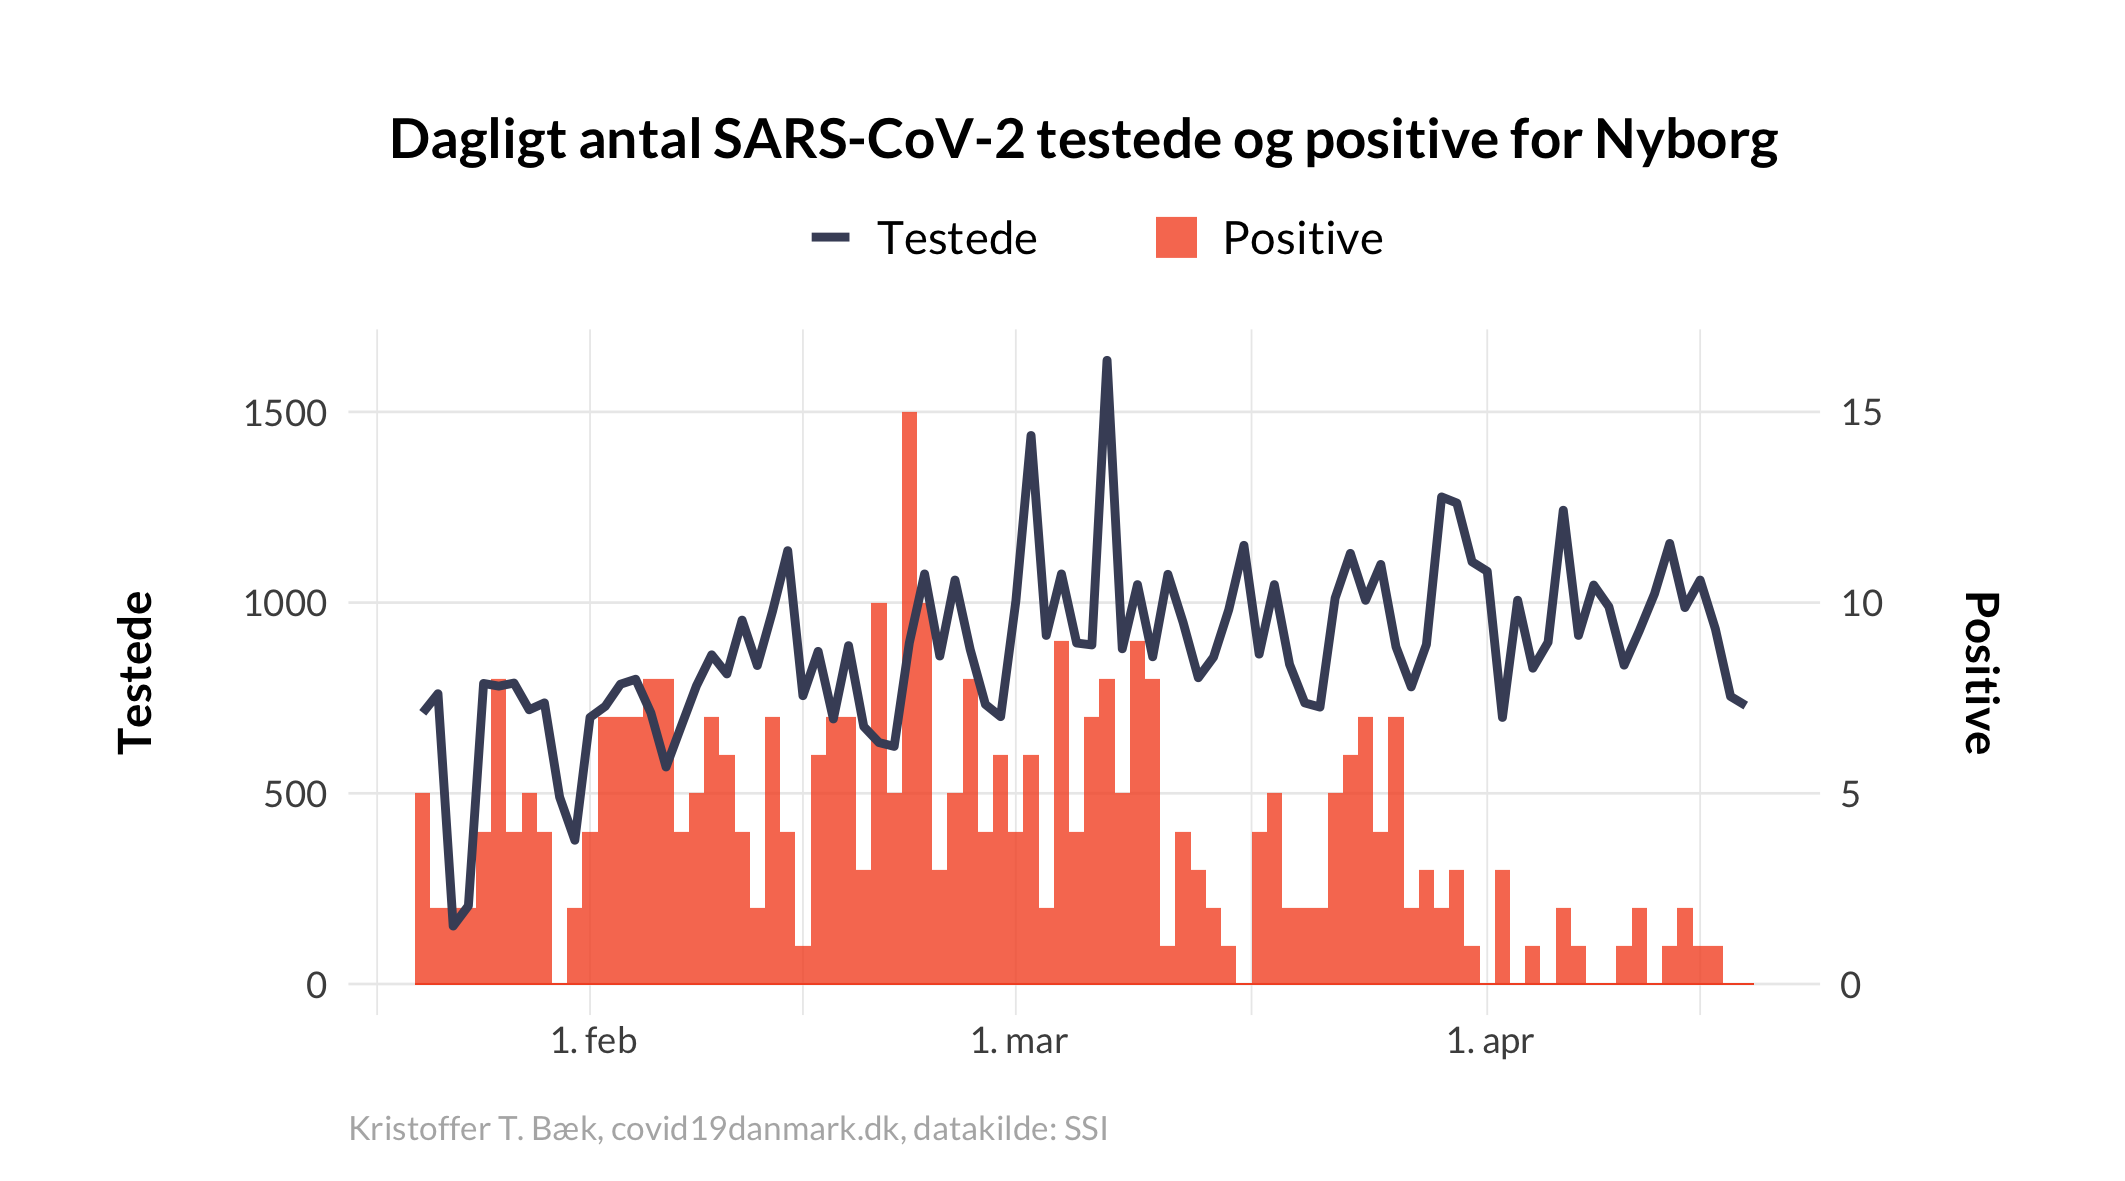 Dagligt antal SARS-CoV-2 testede og positive for Nyborg
Testede Positive
Testede
1500
1000
500
0
15
10
5
0
Positive
1. feb 1. mar 1. apr
Kristoffer T. Bæk, covid19danmark.dk, datakilde: SSI